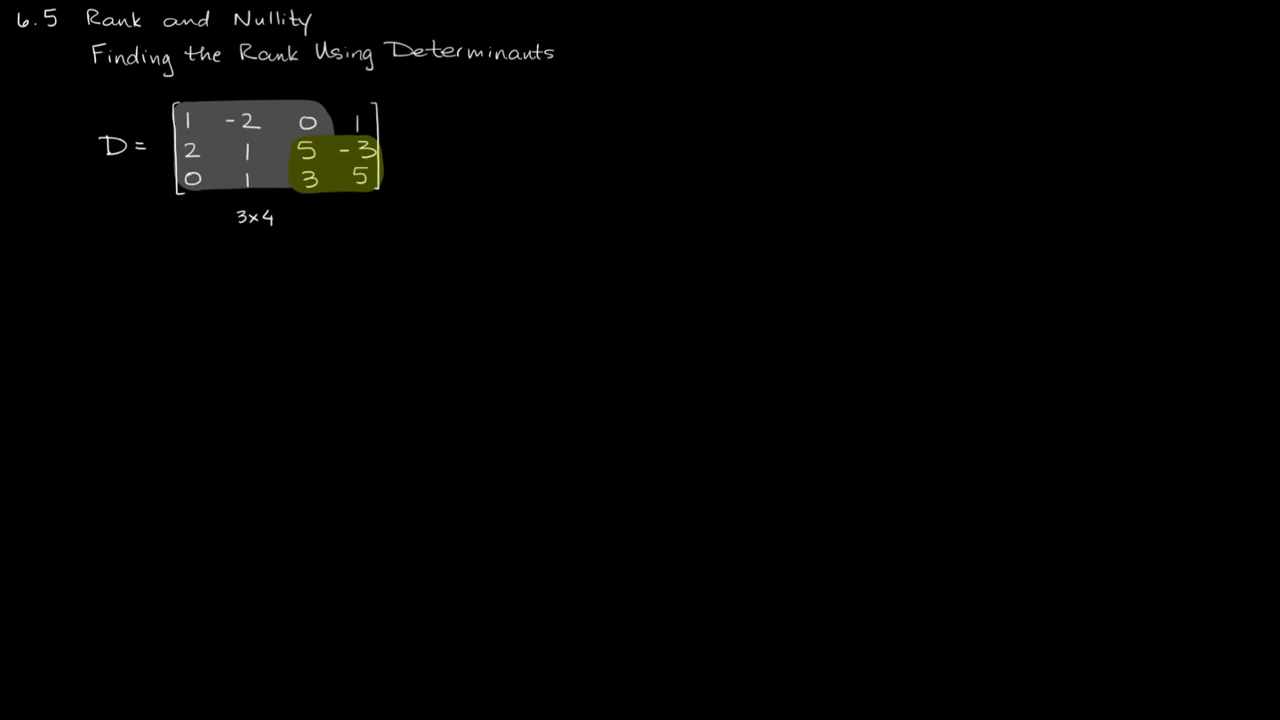 6.5 Rank and Nullity
Finding the Rank Using Determinants
D = [ 1 -2 0 1
2 1 5 -3
0 1 3 5 ]
3×4